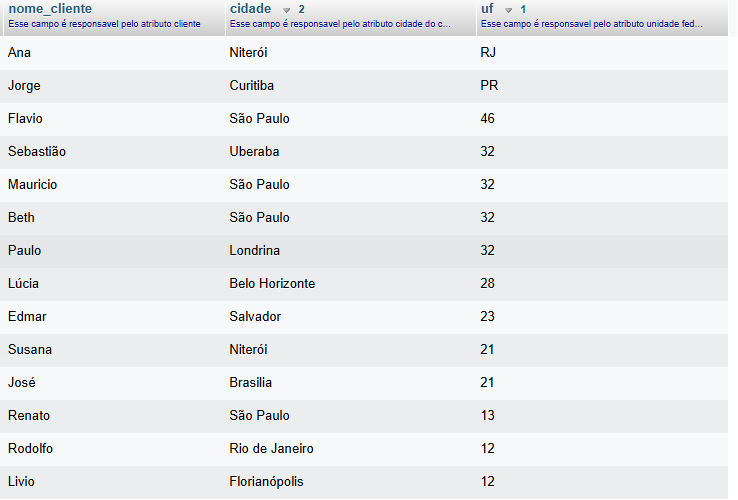 nome_cliente cidade 2 uf 1
Esse campo é responsavel pelo atributo cliente Esse campo é responsavel pelo atributo cidade do c... Esse campo é responsavel pelo atributo unidade fed...
Ana Niterói RJ
Jorge Curitiba PR
Flavio São Paulo 46
Sebastião Uberaba 32
Mauricio São Paulo 32
Beth São Paulo 32
Paulo Londrina 32
Lúcia Belo Horizonte 28
Edmar Salvador 23
Susana Niterói 21
José Brasilia 21
Renato São Paulo 13
Rodolfo Rio de Janeiro 12
Livio Florianópolis 12